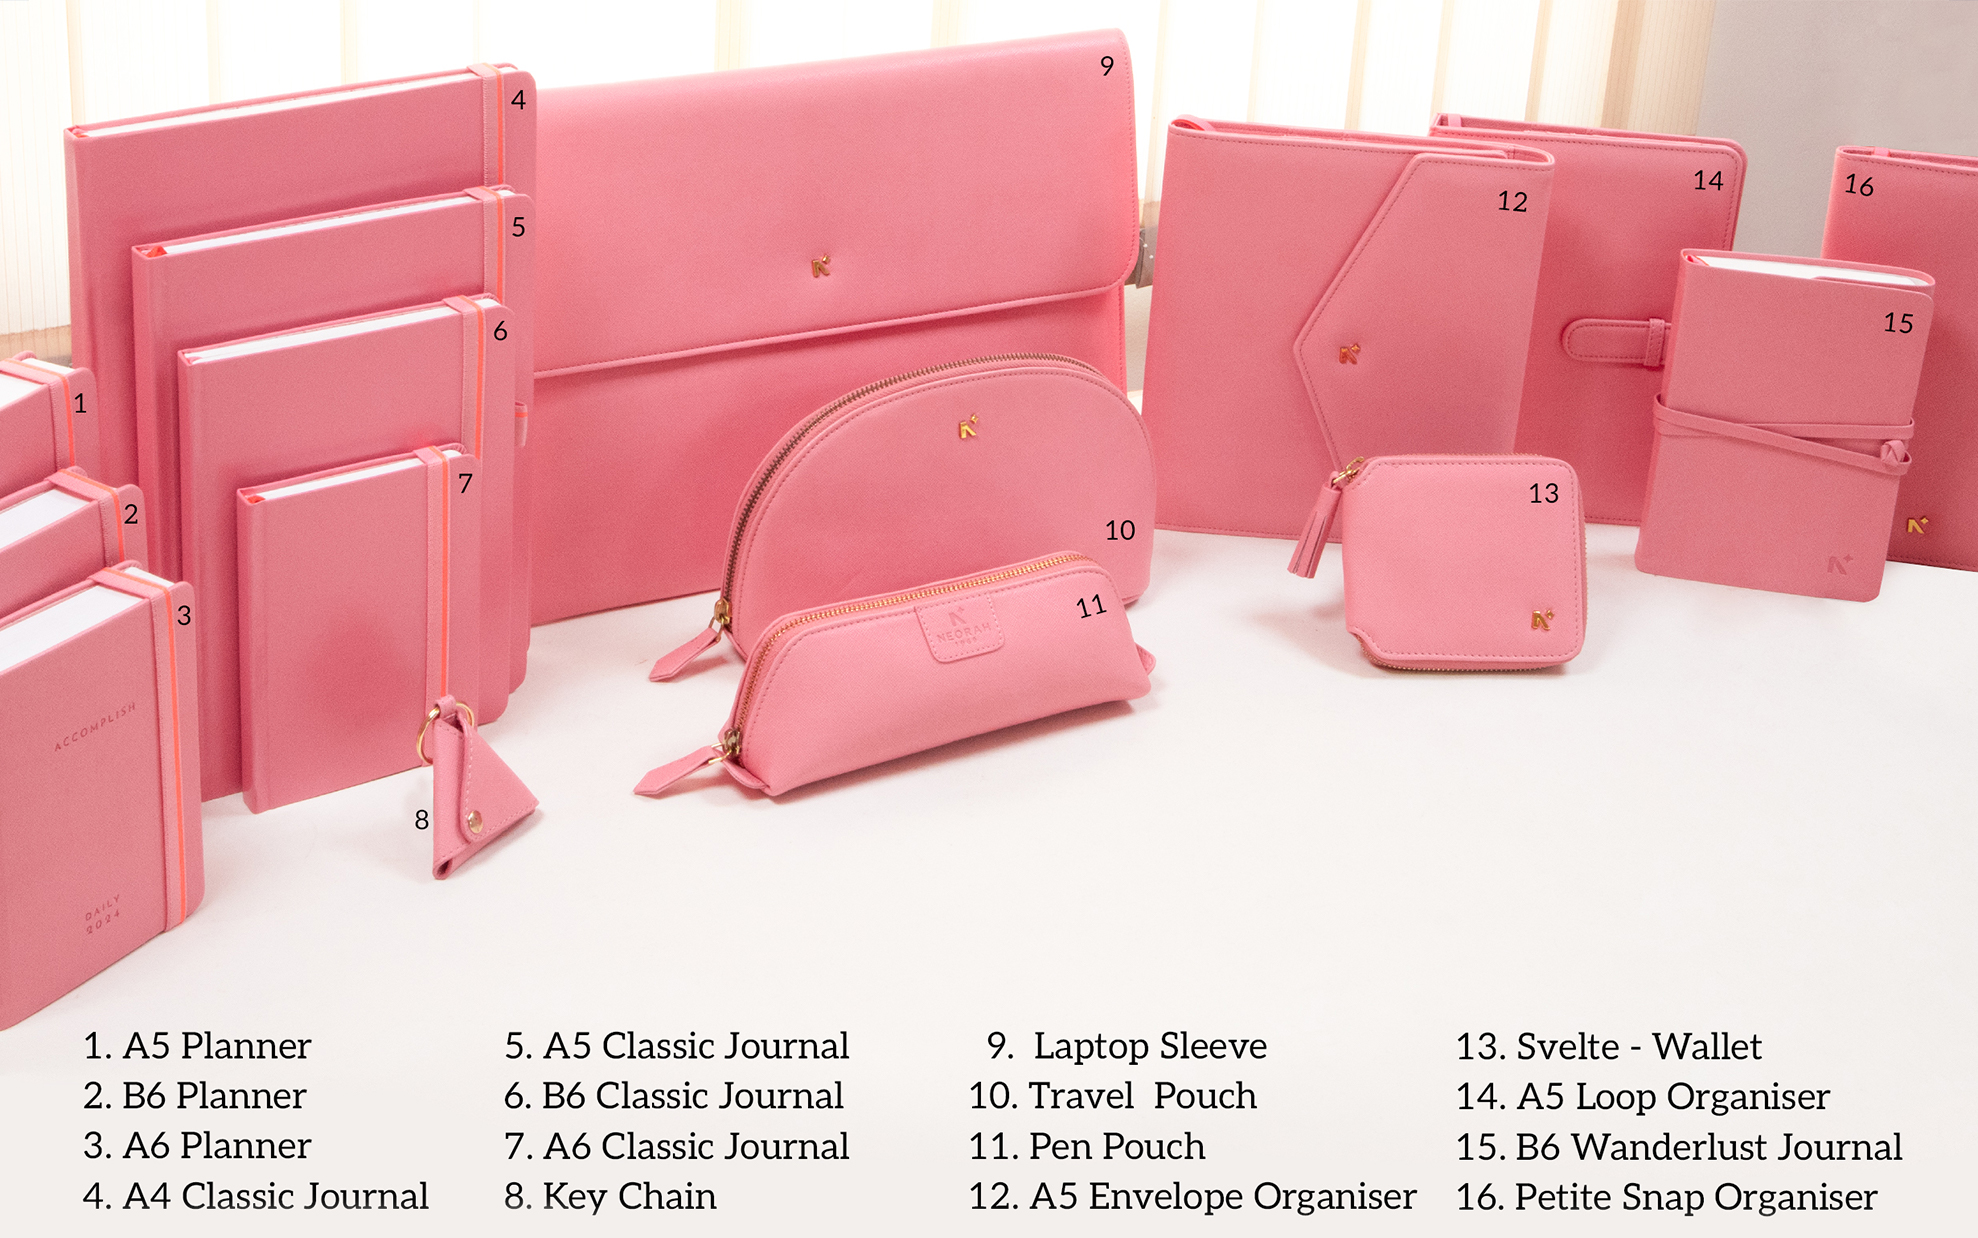 4
9
5
6
12
14
16
15
1
2
7
13
10
11
NEORAH
SHOP
3
ACCOMPLISH
8
DAILY
2024
1. A5 Planner
2. B6 Planner
3. A6 Planner
4. A4 Classic Journal
5. A5 Classic Journal
6. B6 Classic Journal
7. A6 Classic Journal
8. Key Chain
9. Laptop Sleeve
10. Travel Pouch
11. Pen Pouch
12. A5 Envelope Organiser
13. Svelte - Wallet
14. A5 Loop Organiser
15. B6 Wanderlust Journal
16. Petite Snap Organiser